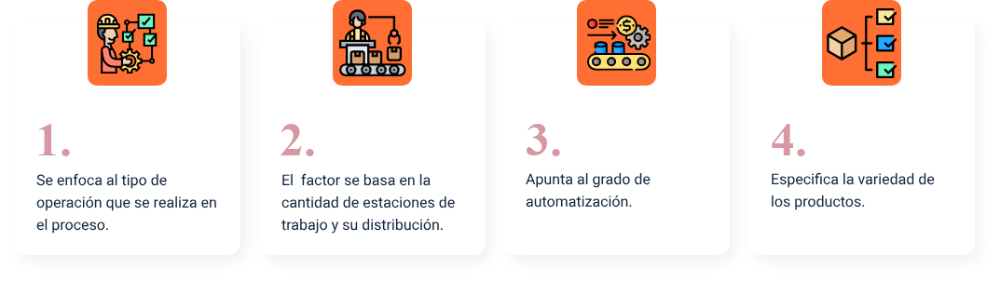 1.
Se enfoca al tipo de
operación que se realiza en
el proceso.
2.
El  factor se basa en la
cantidad de estaciones de
trabajo y su distribución.
3.
Apunta al grado de
automatización.
4.
Especifica la variedad de
los productos.